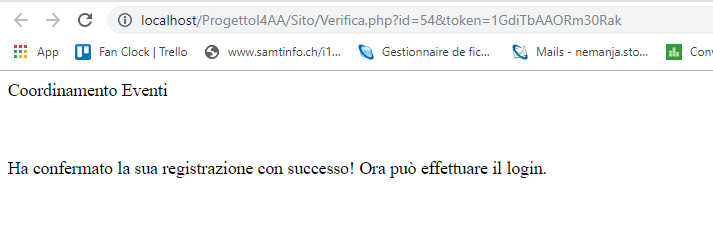 localhost/ProgettoI4AA/Sito/Verifica.php?id=54&token=1GdiTbAAORm30Rak
App Fan Clock | Trello www.samtinfo.ch/i1... Gestionnaire de fic... Mails - nemanja.sto... Con
Coordinamento Eventi
Ha confermato la sua registrazione con successo! Ora può effettuare il login.